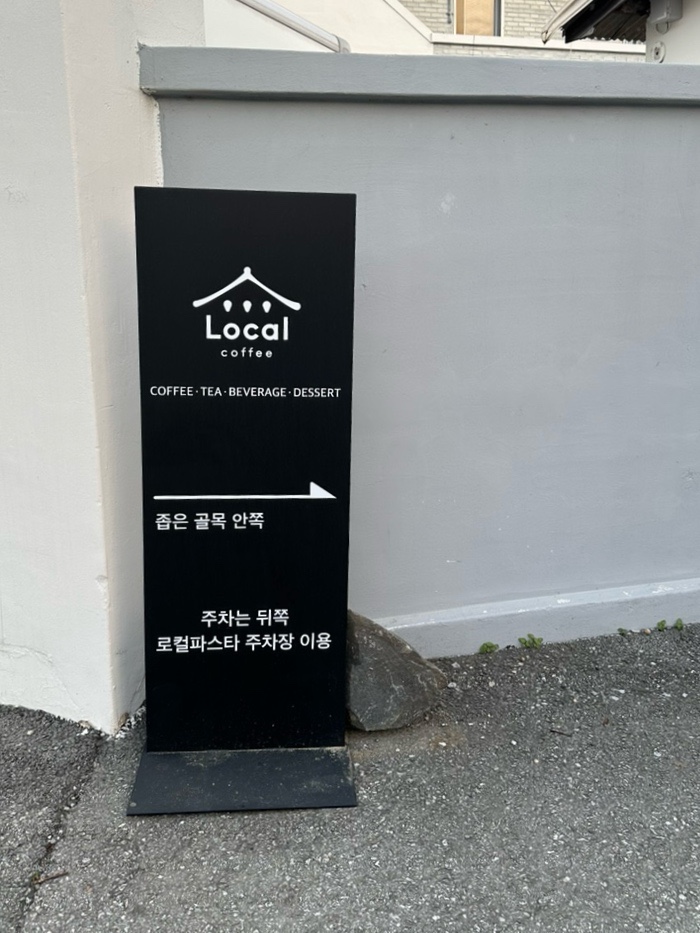 Local
coffee
COFFEE·TEA·BEVERAGE·DESSERT
좁은 골목 안쪽
주차는 뒤쪽
로컬파스타 주차장 이용